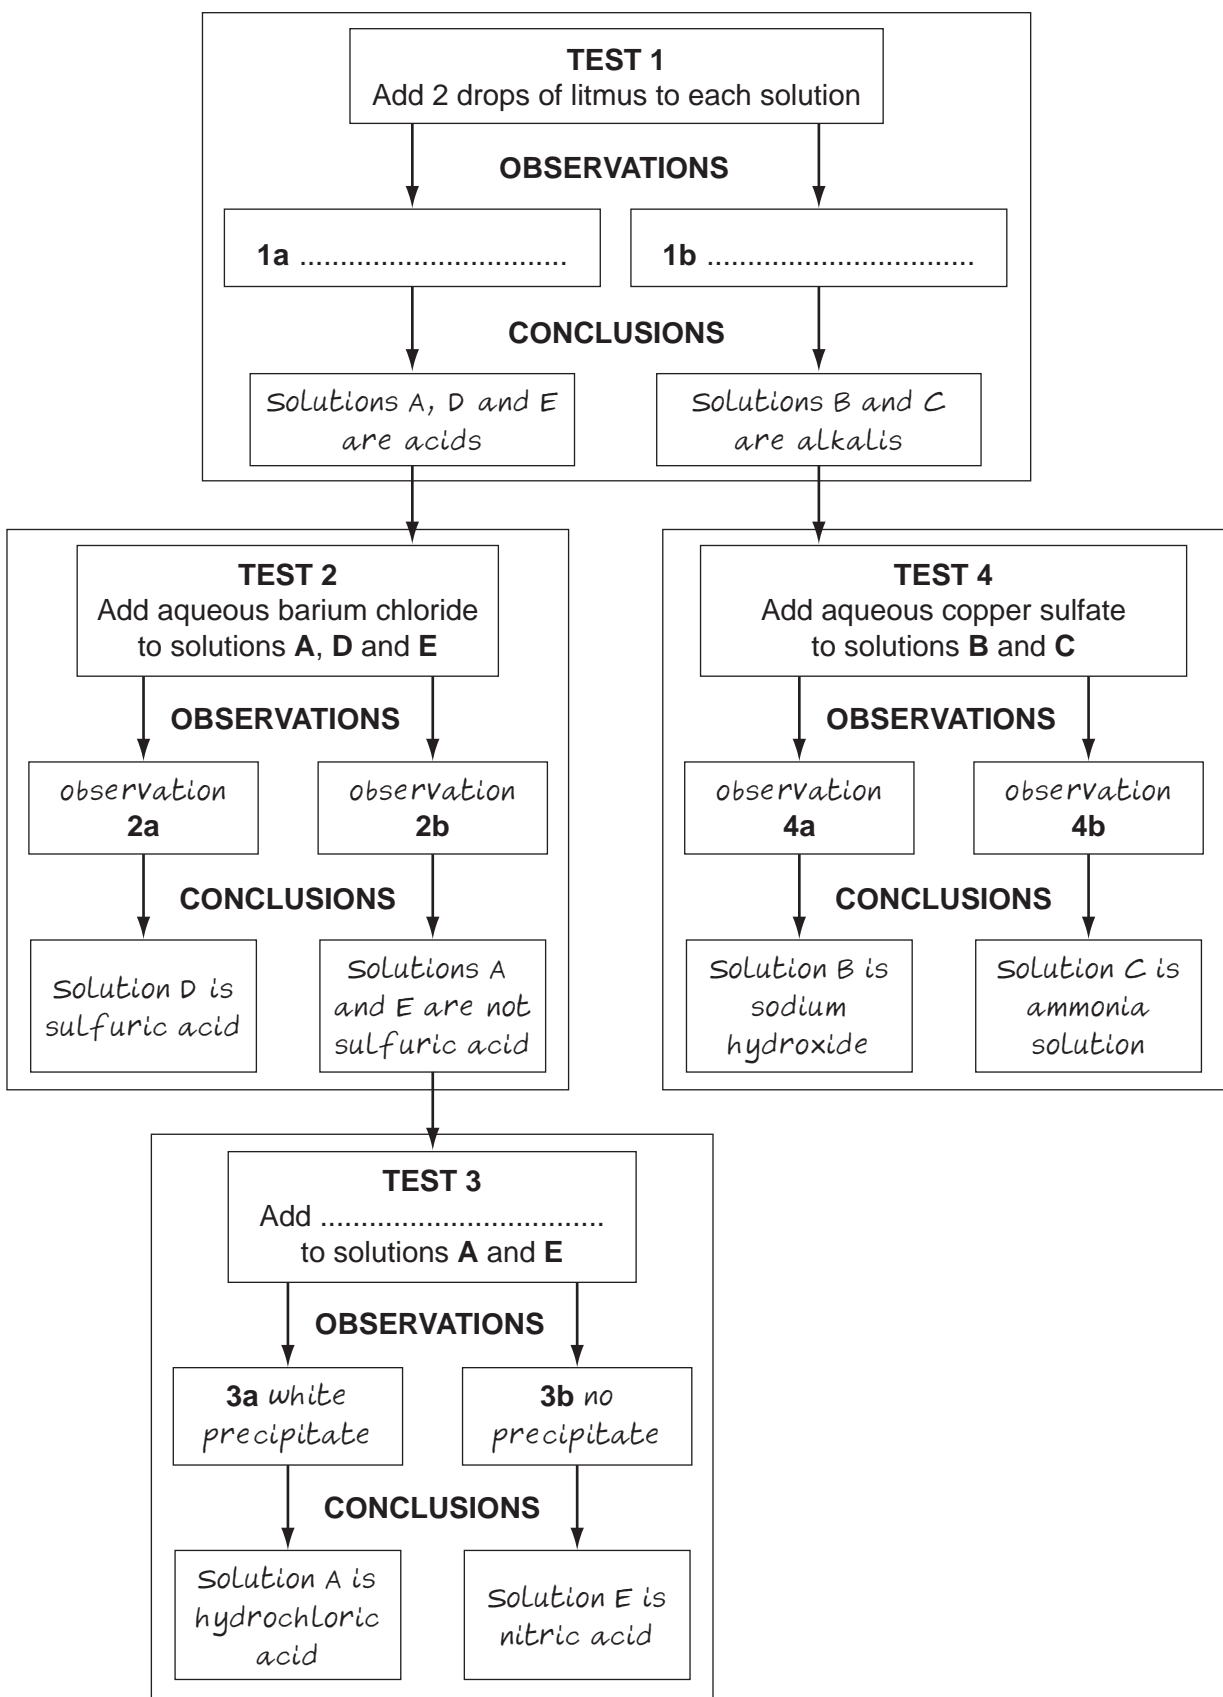 TEST 1
Add 2 drops of litmus to each solution
OBSERVATIONS
1a .................................
1b .................................
CONCLUSIONS
Solutions A, D and E
are acids
Solutions B and C
are alkalis
TEST 2
Add aqueous barium chloride
to solutions A, D and E
OBSERVATIONS
observation
2a
observation
2b
CONCLUSIONS
Solution D is
sulfuric acid
Solutions A
and E are not
sulfuric acid
TEST 4
Add aqueous copper sulfate
to solutions B and C
OBSERVATIONS
observation
4a
observation
4b
CONCLUSIONS
Solution B is
sodium
hydroxide
Solution C is
ammonia
solution
TEST 3
Add ...................................
to solutions A and E
OBSERVATIONS
3a white
precipitate
3b no
precipitate
CONCLUSIONS
Solution A is
hydrochloric
acid
Solution E is
nitric acid